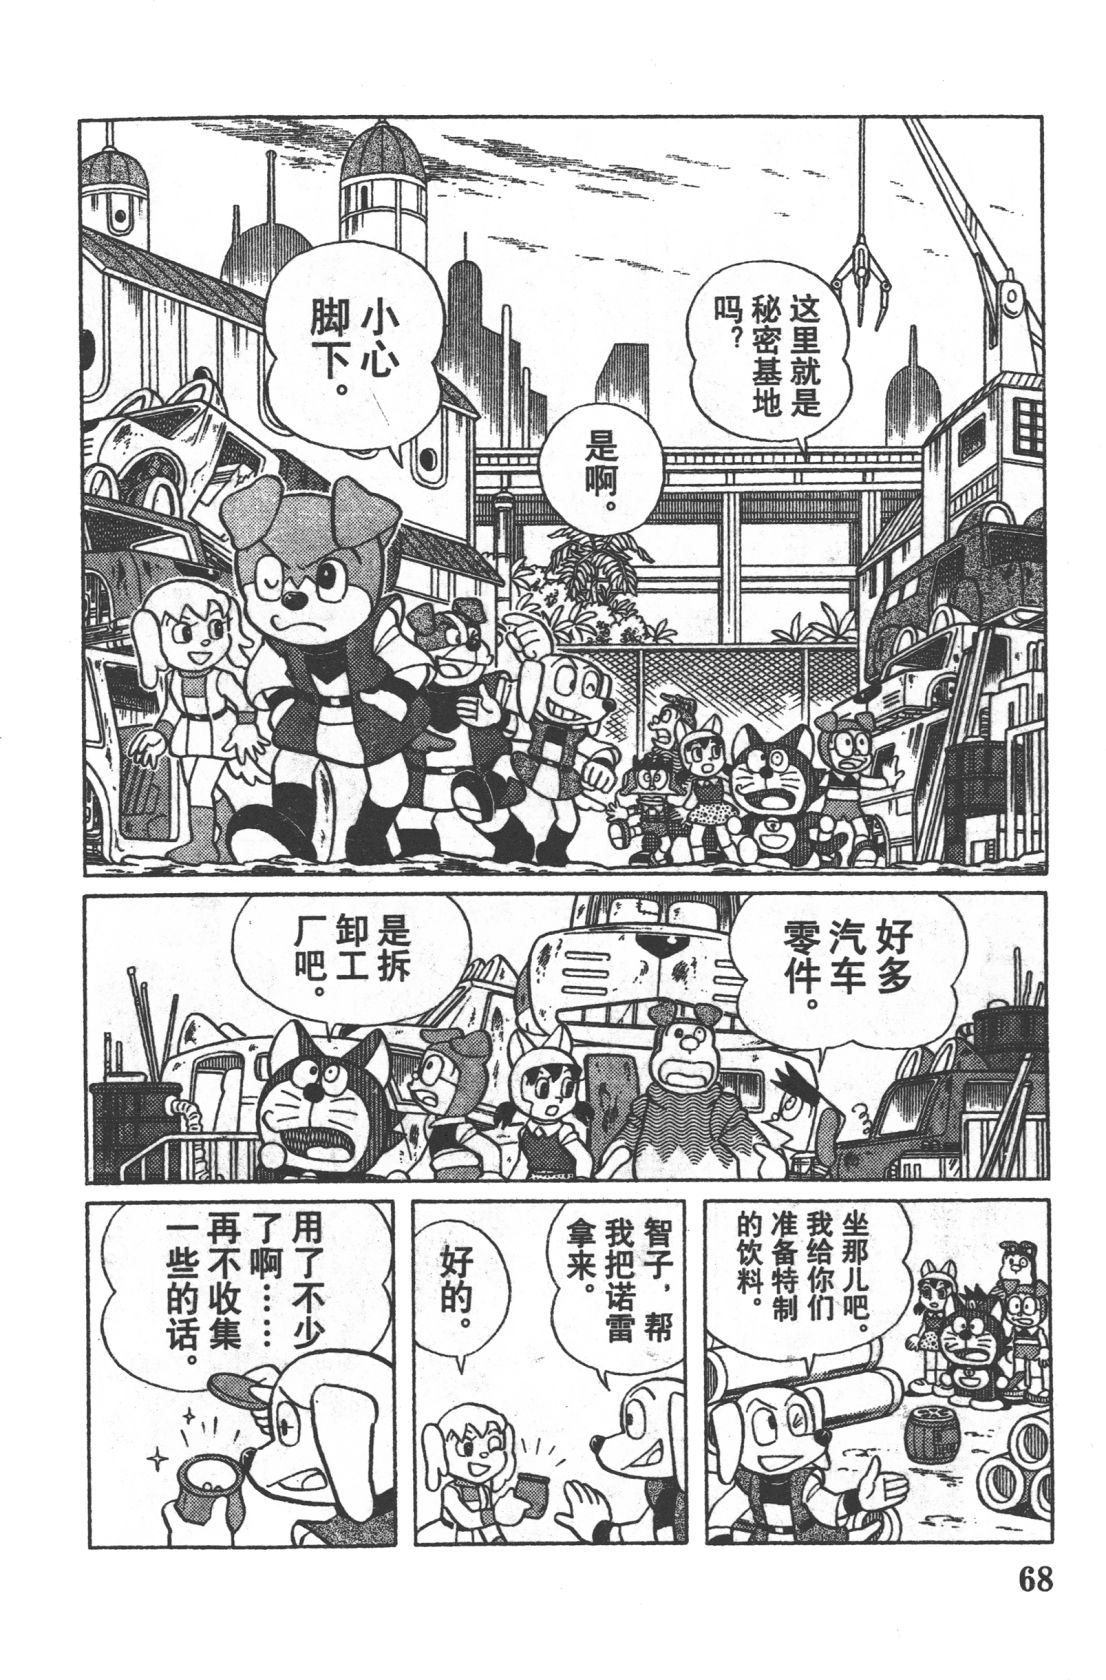 这里就是
秘密基地
吗？
是啊。
小心
脚下。
好多
汽车
零件。
是拆
卸工
厂吧。
坐那儿吧。
我给你们
准备特制
的饮料。
智子，帮
我把诺雷
拿来。
好的。
用了不少
了啊……
再不收集
一些的话。
68